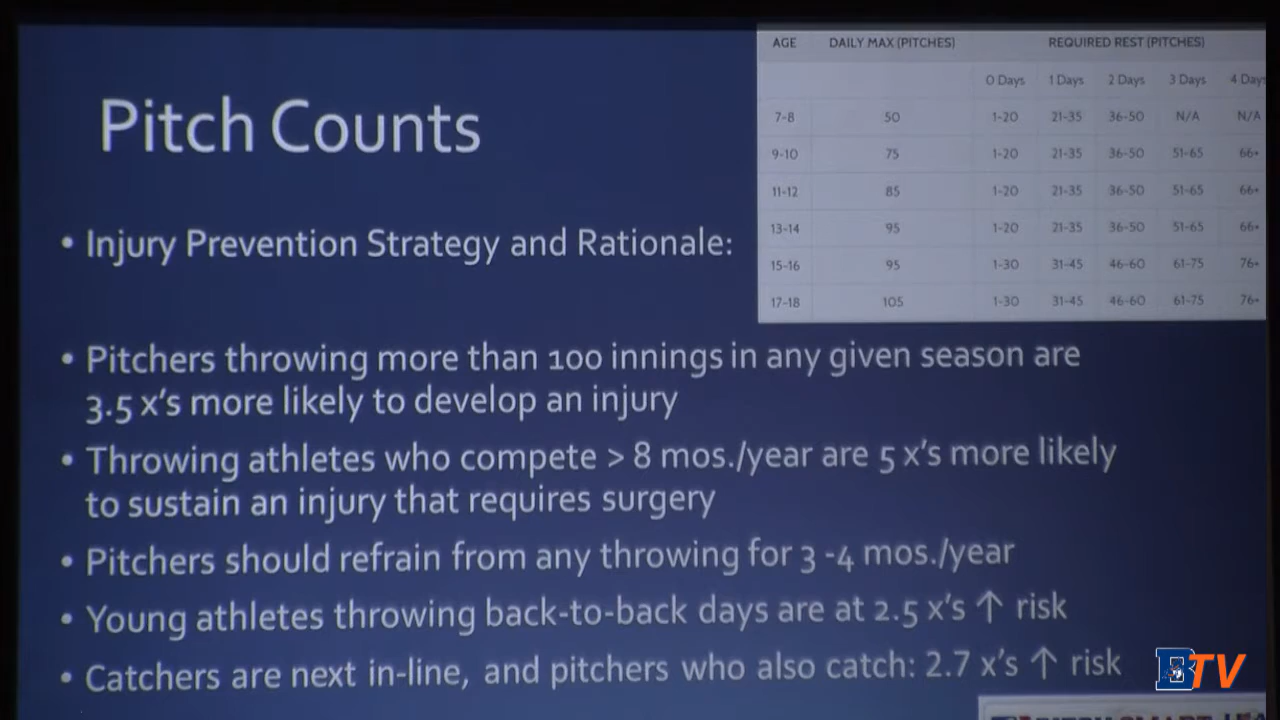 Pitch Counts
AGE DAILY MAX (PITCHES) REQUIRED REST (PITCHES)
0 Days 1 Days 2 Days 3 Days 4 Day
7-8 50 1-20 21-35 36-50 N/A N/A
9-10 75 1-20 21-35 36-50 51-65 66+
11-12 85 1-20 21-35 36-50 51-65 66+
13-14 95 1-20 21-35 36-50 51-65 66+
15-16 95 1-30 31-45 46-60 61-75 76+
17-18 105 1-30 31-45 46-60 61-75 76+
• Injury Prevention Strategy and Rationale:
• Pitchers throwing more than 100 innings in any given season are
3.5 x's more likely to develop an injury
• Throwing athletes who compete > 8 mos./year are 5 x's more likely
to sustain an injury that requires surgery
• Pitchers should refrain from any throwing for 3 -4 mos./year
• Young athletes throwing back-to-back days are at 2.5 x's ↑ risk
• Catchers are next in-line, and pitchers who also catch: 2.7 x's ↑ risk
BTV